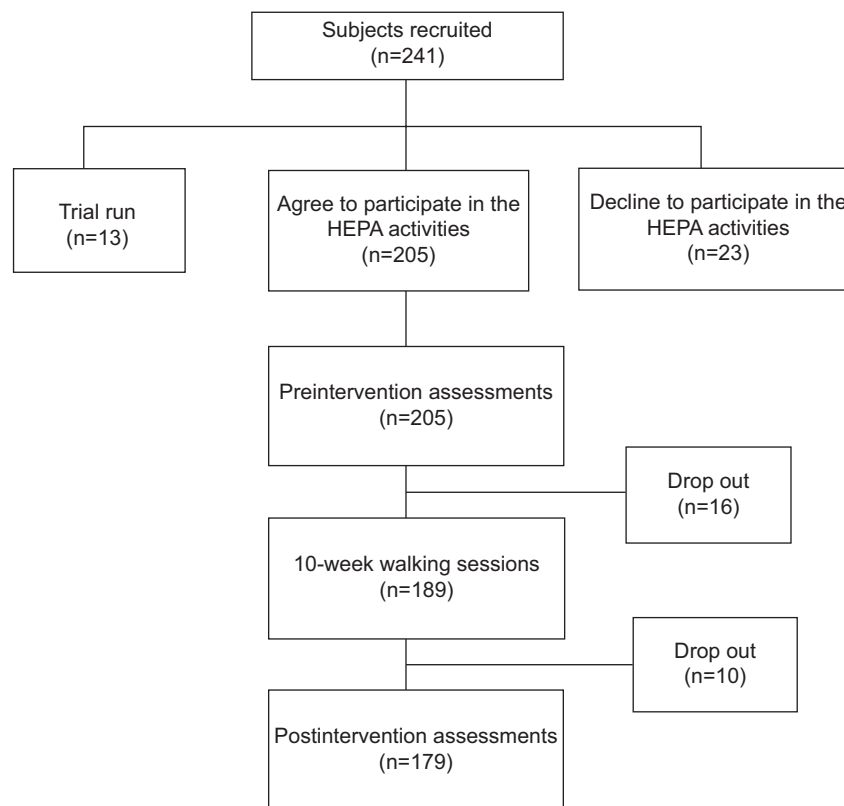 Subjects recruited
(n=241)
Trial run
(n=13)
Agree to participate in the
HEPA activities
(n=205)
Decline to participate in the
HEPA activities
(n=23)
Preintervention assessments
(n=205)
Drop out
(n=16)
10-week walking sessions
(n=189)
Drop out
(n=10)
Postintervention assessments
(n=179)